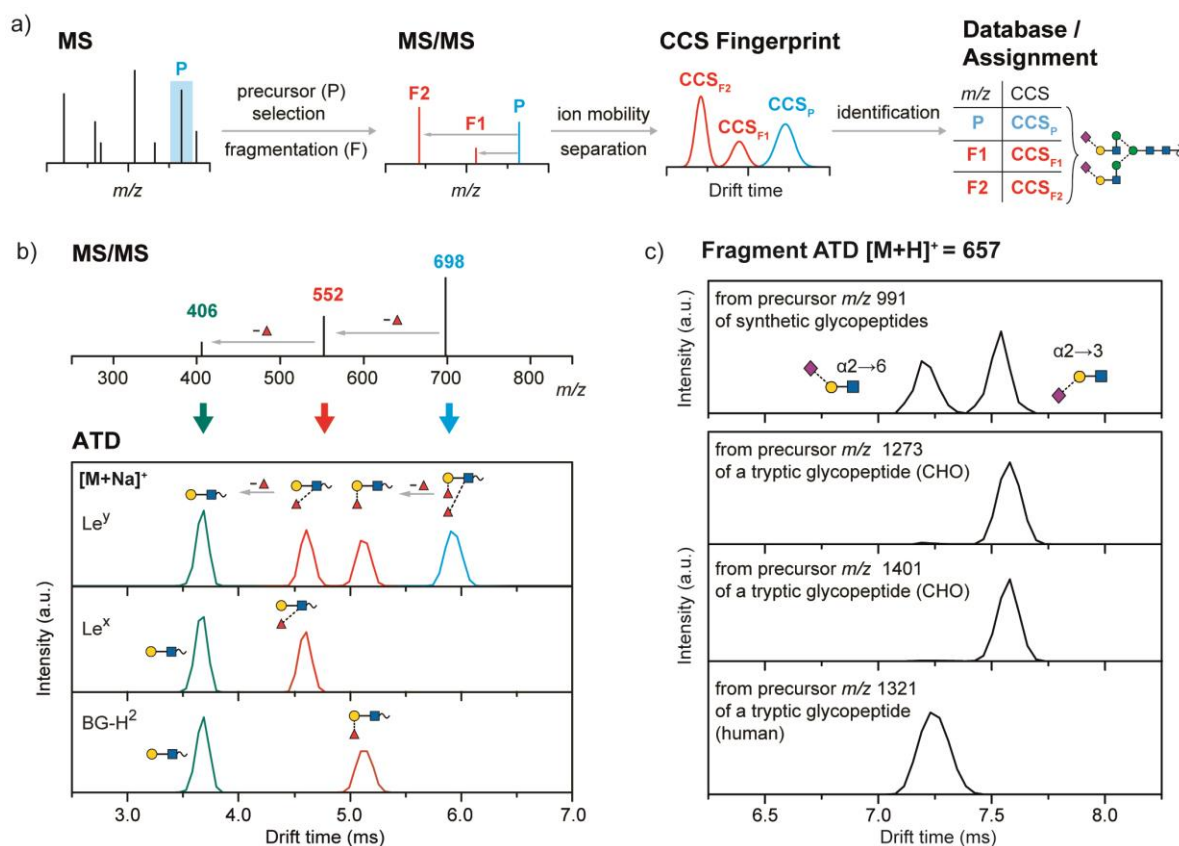 a)
MS
P
m/z
precursor (P)
selection
fragmentation (F)
MS/MS
F2
F1
P
m/z
ion mobility
separation
CCS Fingerprint
CCSF2
CCSF1
CCSP
Drift time
identification
Database /
Assignment
m/z CCS
P CCSP
F1 CCSF1
F2 CCSF2
b)
MS/MS
698
552
406
–
–
300 400 500 600 700 800
m/z
ATD
[M+Na]+
–
–
Ley
Lex
BG-H2
Intensity (a.u.)
3.0 4.0 5.0 6.0 7.0
Drift time (ms)
c)
Fragment ATD [M+H]+ = 657
from precursor m/z 991
of synthetic glycopeptides
α2→6
α2→3
Intensity (a.u.)
from precursor m/z 1273
of a tryptic glycopeptide (CHO)
from precursor m/z 1401
of a tryptic glycopeptide (CHO)
from precursor m/z 1321
of a tryptic glycopeptide
(human)
Intensity (a.u.)
6.5 7.0 7.5 8.0
Drift time (ms)